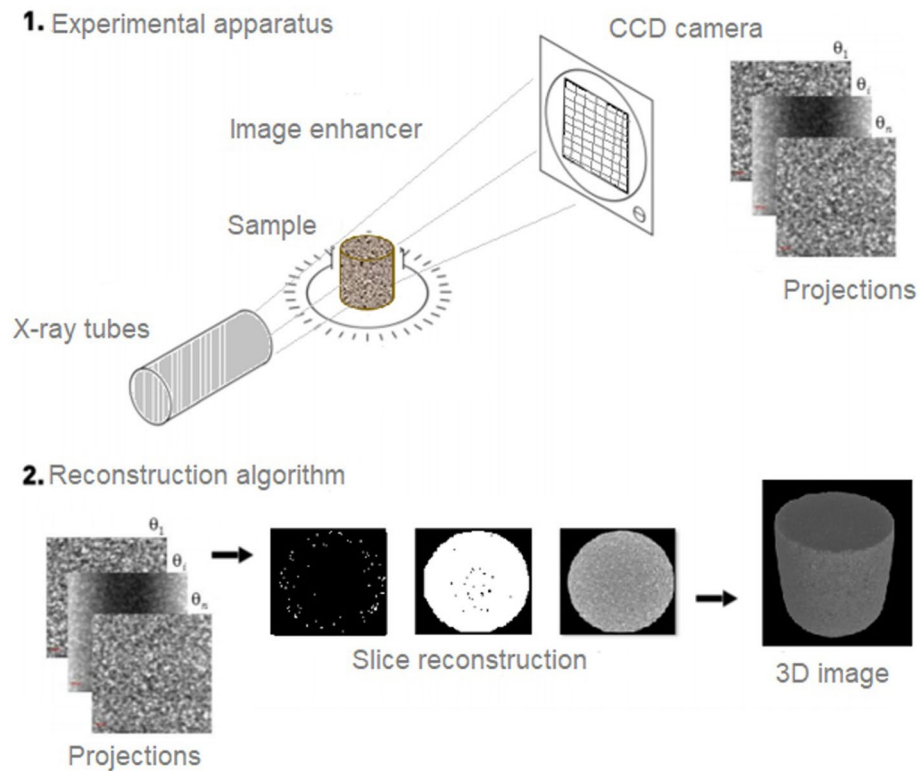 1. Experimental apparatus
CCD camera
θ1
θi
θn
Image enhancer
Sample
Projections
X-ray tubes
2. Reconstruction algorithm
θ1
θi
θn
Slice reconstruction
3D image
Projections